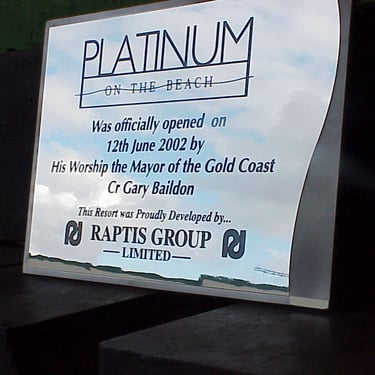 PLATINUM
ON THE BEACH
Was officially opened on
12th June 2002 by
His Worship the Mayor of the Gold Coast
Cr Gary Baildon
This Resort was Proudly Developed by...
RAPTIS GROUP
LIMITED